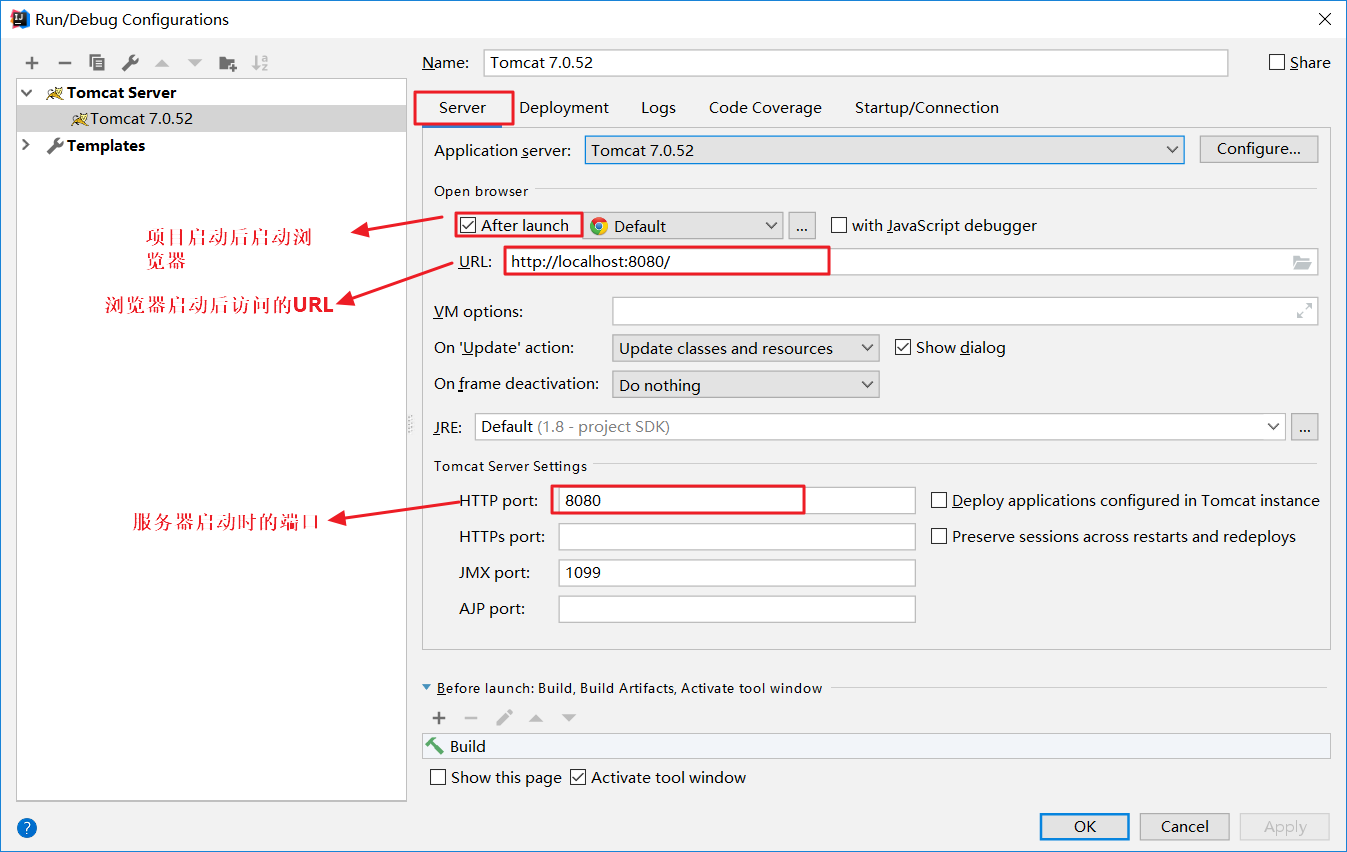 Run/Debug Configurations
Name: Tomcat 7.0.52 Share
Tomcat Server
Tomcat 7.0.52
Templates
Server Deployment Logs Code Coverage Startup/Connection
Application server: Tomcat 7.0.52 Configure...
Open browser
After launch Default ... with JavaScript debugger
项目启动后启动浏
览器
URL: http://localhost:8080/
浏览器启动后访问的URL
VM options:
On 'Update' action: Update classes and resources Show dialog
On frame deactivation: Do nothing
JRE: Default (1.8 - project SDK) ...
Tomcat Server Settings
HTTP port: 8080 Deploy applications configured in Tomcat instance
服务器启动时的端口
HTTPs port: Preserve sessions across restarts and redeploys
JMX port: 1099
AJP port:
Before launch: Build, Build Artifacts, Activate tool window
Build
Show this page Activate tool window
? OK Cancel Apply